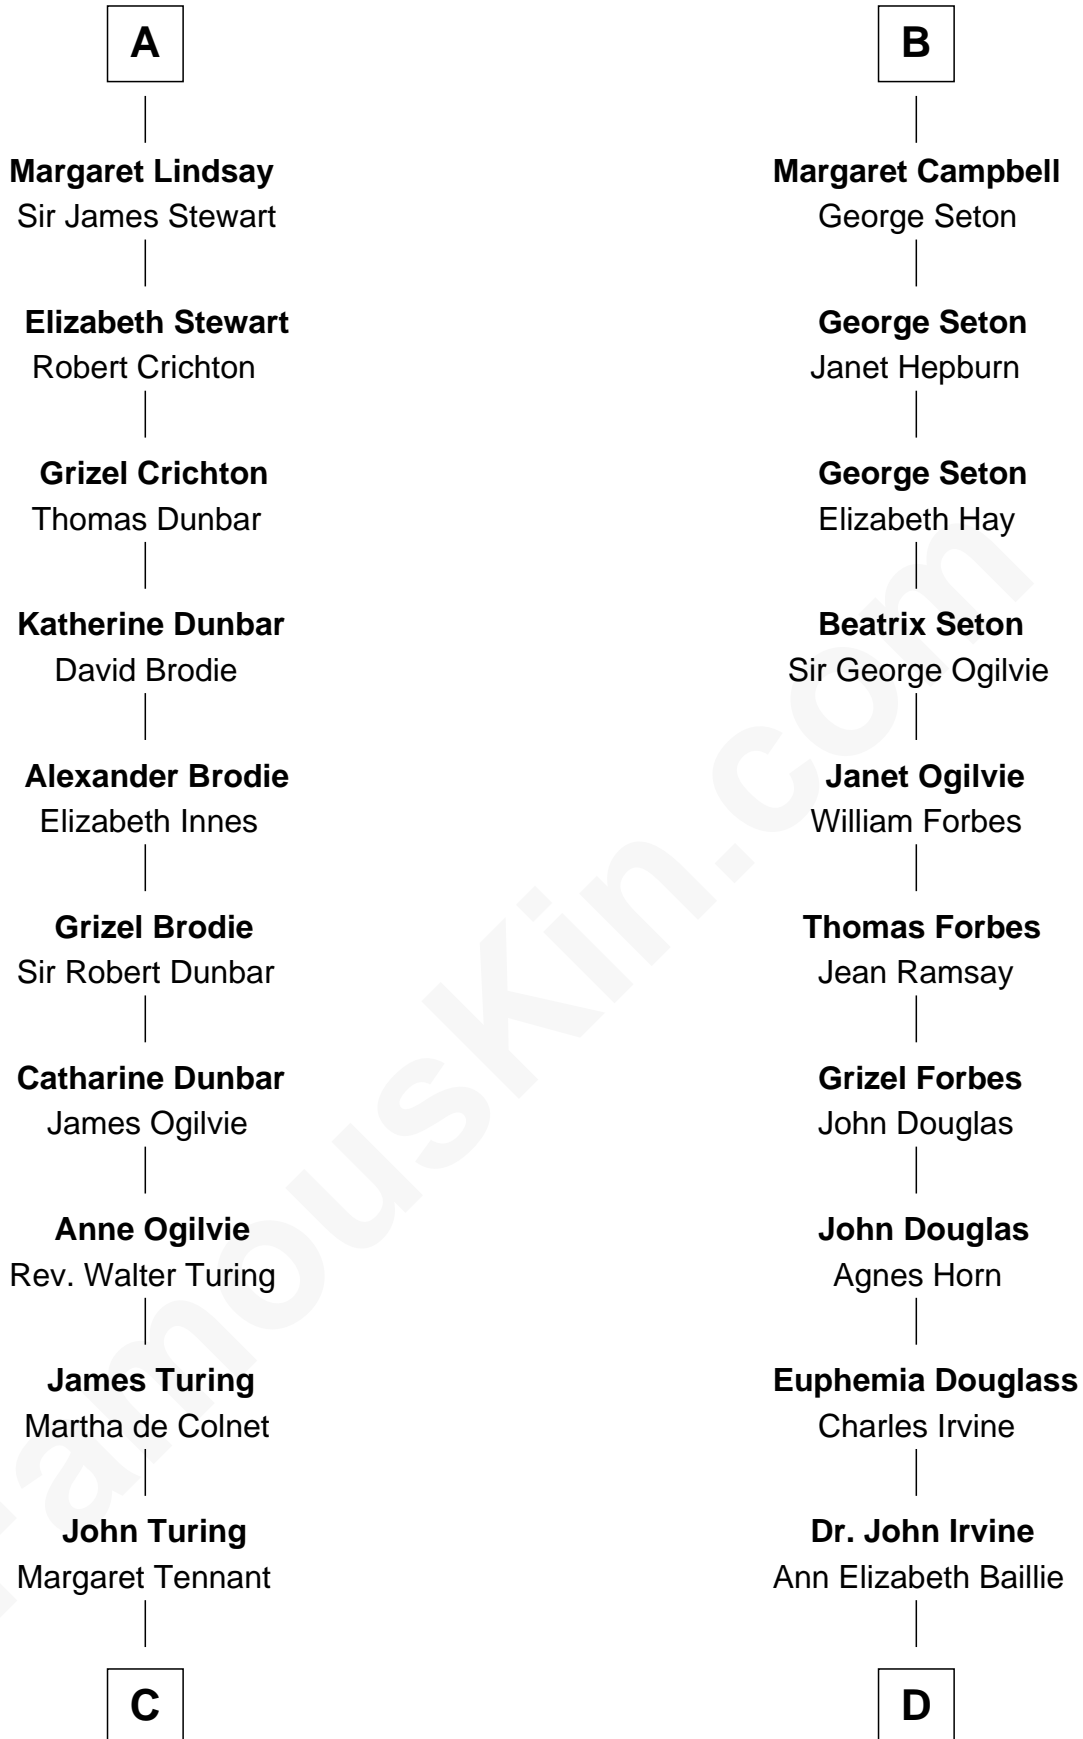 A
Margaret Lindsay
Sir James Stewart
Elizabeth Stewart
Robert Crichton
Grizel Crichton
Thomas Dunbar
Katherine Dunbar
David Brodie
Alexander Brodie
Elizabeth Innes
Grizel Brodie
Sir Robert Dunbar
Catharine Dunbar
James Ogilvie
Anne Ogilvie
Rev. Walter Turing
James Turing
Martha de Colnet
John Turing
Margaret Tennant
C
B
Margaret Campbell
George Seton
George Seton
Janet Hepburn
George Seton
Elizabeth Hay
Beatrix Seton
Sir George Ogilvie
Janet Ogilvie
William Forbes
Thomas Forbes
Jean Ramsay
Grizel Forbes
John Douglas
John Douglas
Agnes Horn
Euphemia Douglass
Charles Irvine
Dr. John Irvine
Ann Elizabeth Baillie
D
FamousKin.com